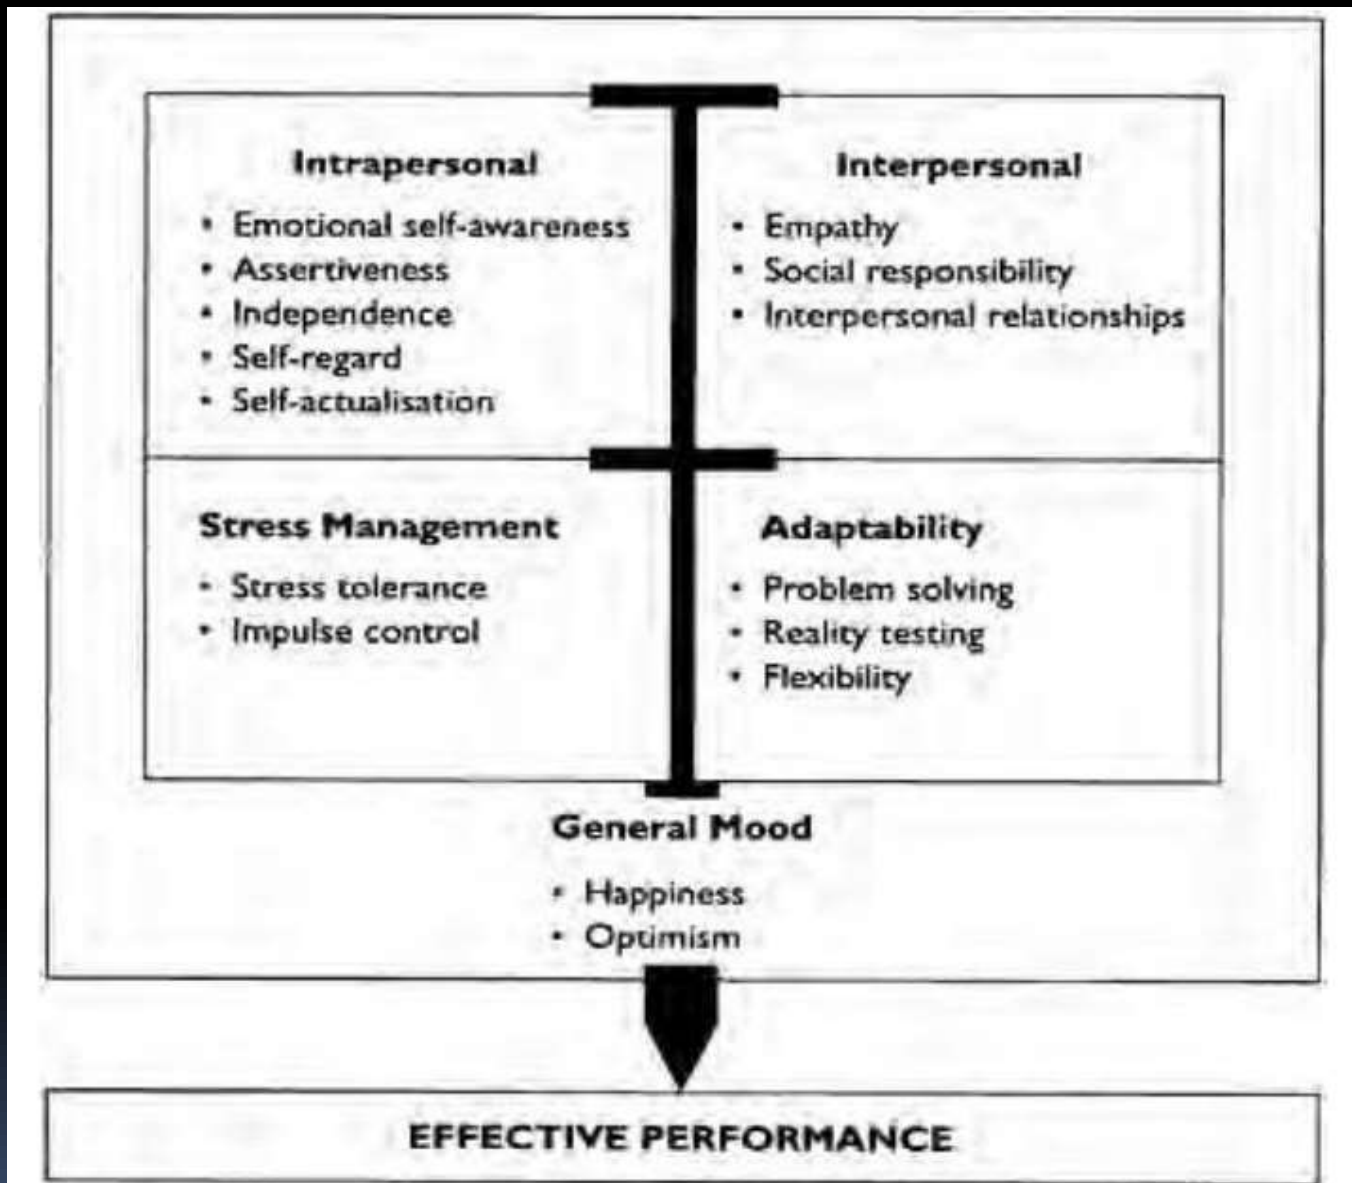 Intrapersonal
• Emotional self-awareness
• Assertiveness
• Independence
• Self-regard
• Self-actualisation
Interpersonal
• Empathy
• Social responsibility
• Interpersonal relationships
Stress Management
• Stress tolerance
• Impulse control
Adaptability
• Problem solving
• Reality testing
• Flexibility
General Mood
• Happiness
• Optimism
EFFECTIVE PERFORMANCE